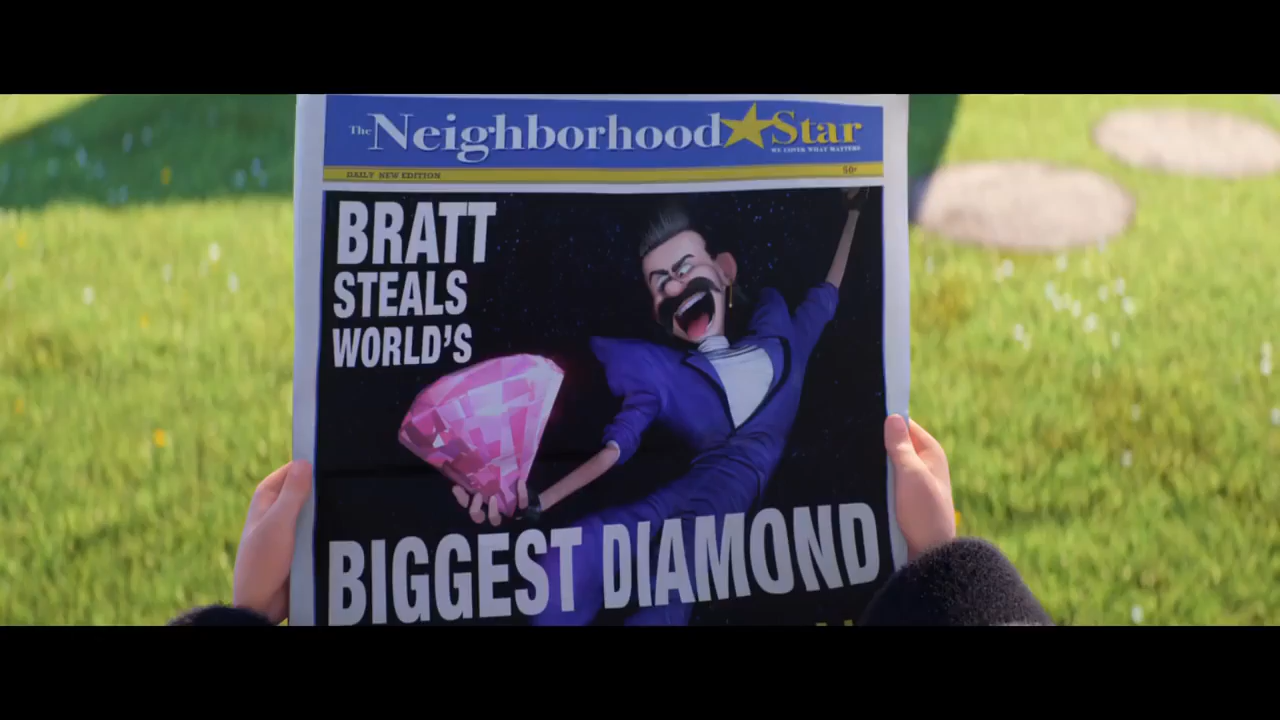 The Neighborhood Star
WE COVER WHAT MATTERS
DAILY NEW EDITION 50¢
BRATT
STEALS
WORLD'S
BIGGEST DIAMOND